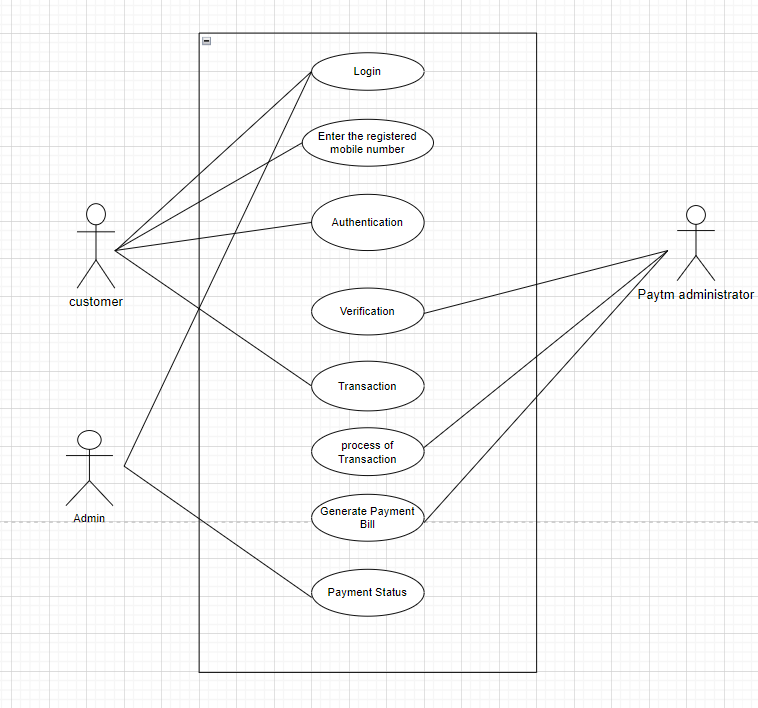 Login
Enter the registered
mobile number
Authentication
customer
Paytm administrator
Verification
Transaction
process of
Transaction
Generate Payment
Bill
Admin
Payment Status